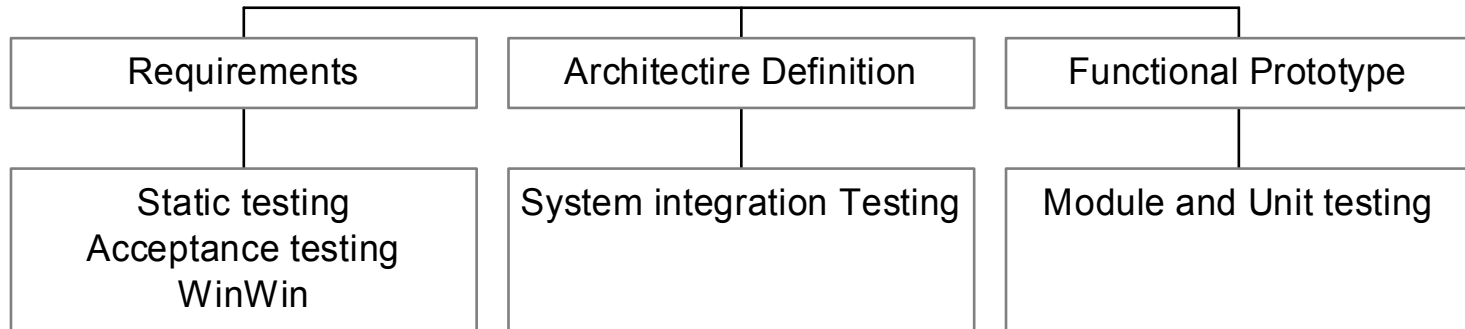 Requirements
Architectire Definition
Functional Prototype
Static testing
Acceptance testing
WinWin
System integration Testing
Module and Unit testing